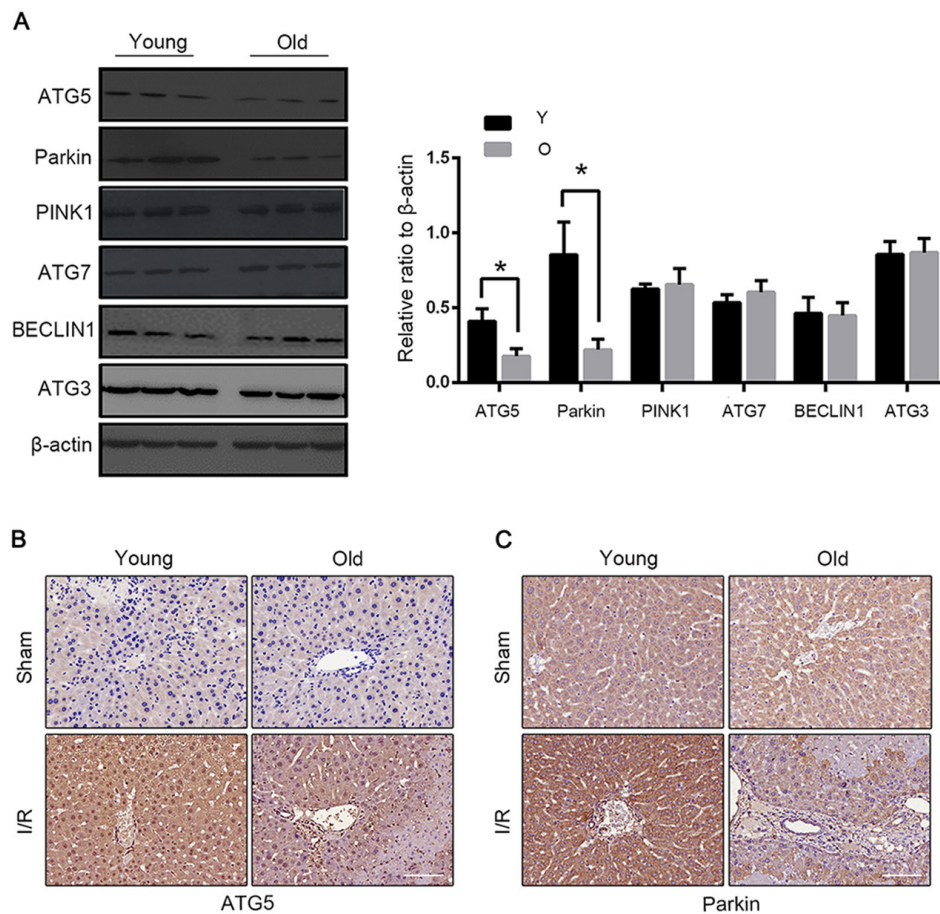 A
Young Old
ATG5
Parkin
PINK1
ATG7
BECLIN1
ATG3
β-actin
Y
O
Relative ratio to β-actin
1.5
1.0
0.5
0.0
*
*
ATG5 Parkin PINK1 ATG7 BECLIN1 ATG3
B
Young Old
Sham
I/R
ATG5
C
Young Old
Sham
I/R
Parkin